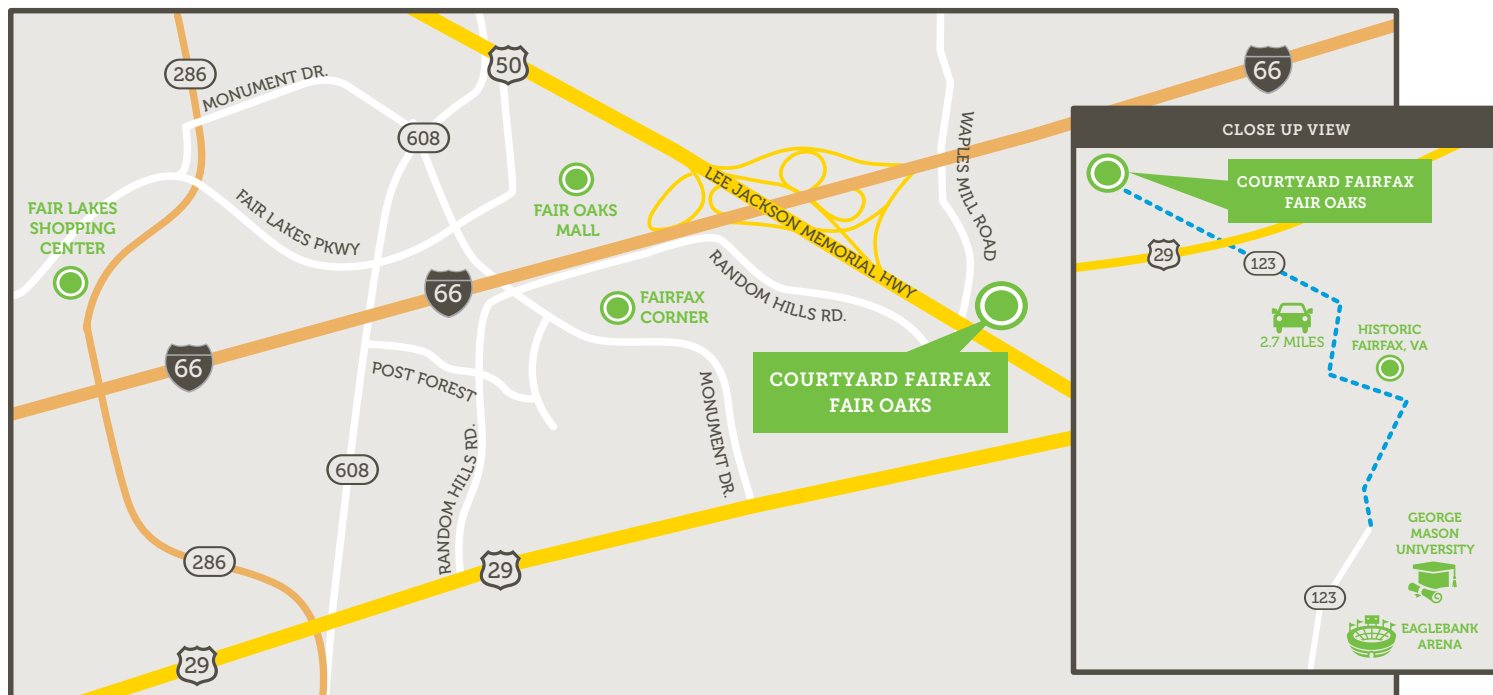 286
MONUMENT DR.
50
608
66
CLOSE UP VIEW
WAPLES MILL ROAD
LEE JACKSON MEMORIAL HWY
FAIR LAKES
SHOPPING
CENTER
FAIR LAKES PKWY
FAIR OAKS
MALL
66
FAIRFAX
CORNER
RANDOM HILLS RD.
66
POST FOREST
COURTYARD FAIRFAX
FAIR OAKS
MONUMENT DR.
608
RANDOM HILLS RD.
286
29
29
COURTYARD FAIRFAX
FAIR OAKS
29
123
2.7 MILES
HISTORIC
FAIRFAX, VA
GEORGE
MASON
UNIVERSITY
123
EAGLEBANK
ARENA